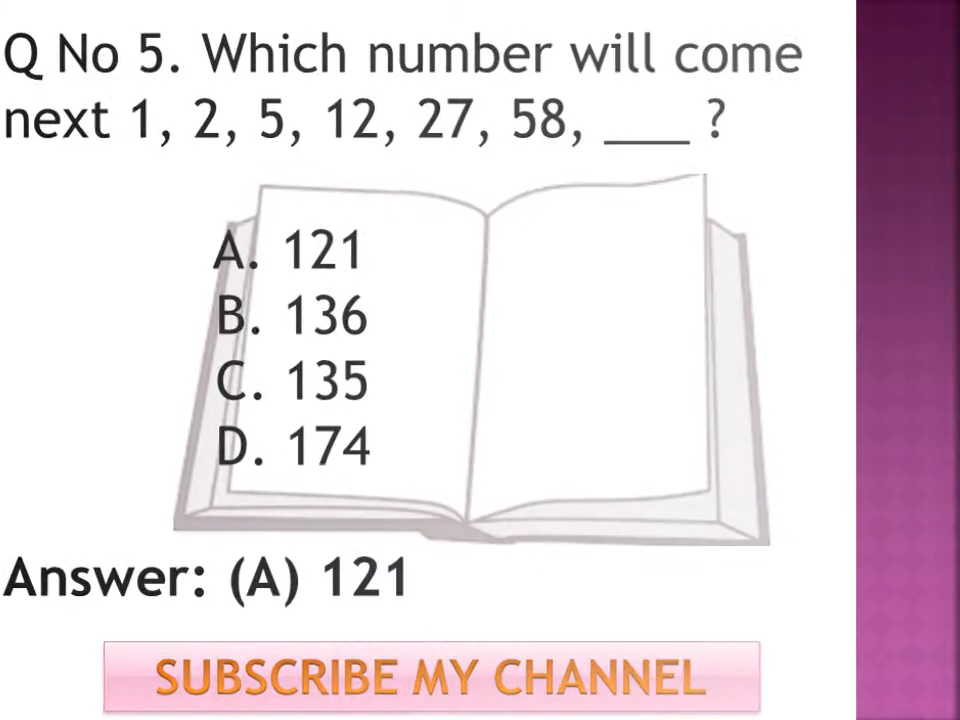 Q No 5. Which number will come
next 1, 2, 5, 12, 27, 58, ___ ?
A. 121
B. 136
C. 135
D. 174
Answer: (A) 121
SUBSCRIBE MY CHANNEL